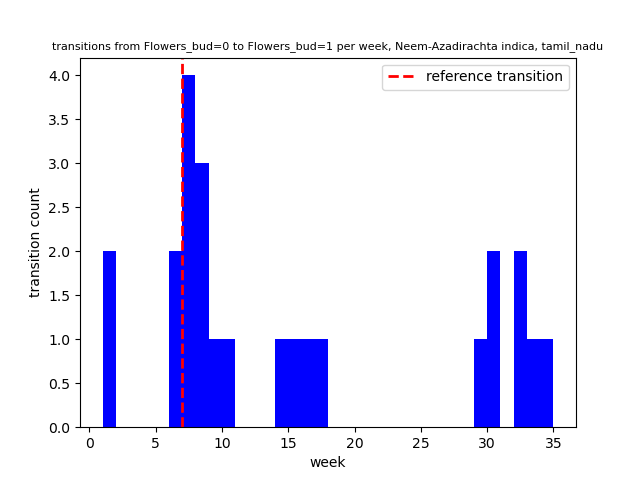 transitions from Flowers_bud=0 to Flowers_bud=1 per week, Neem-Azadirachta indica, tamil_nadu
reference transition
4.0
3.5
3.0
2.5
2.0
1.5
1.0
0.5
0.0
transition count
0 5 10 15 20 25 30 35
week